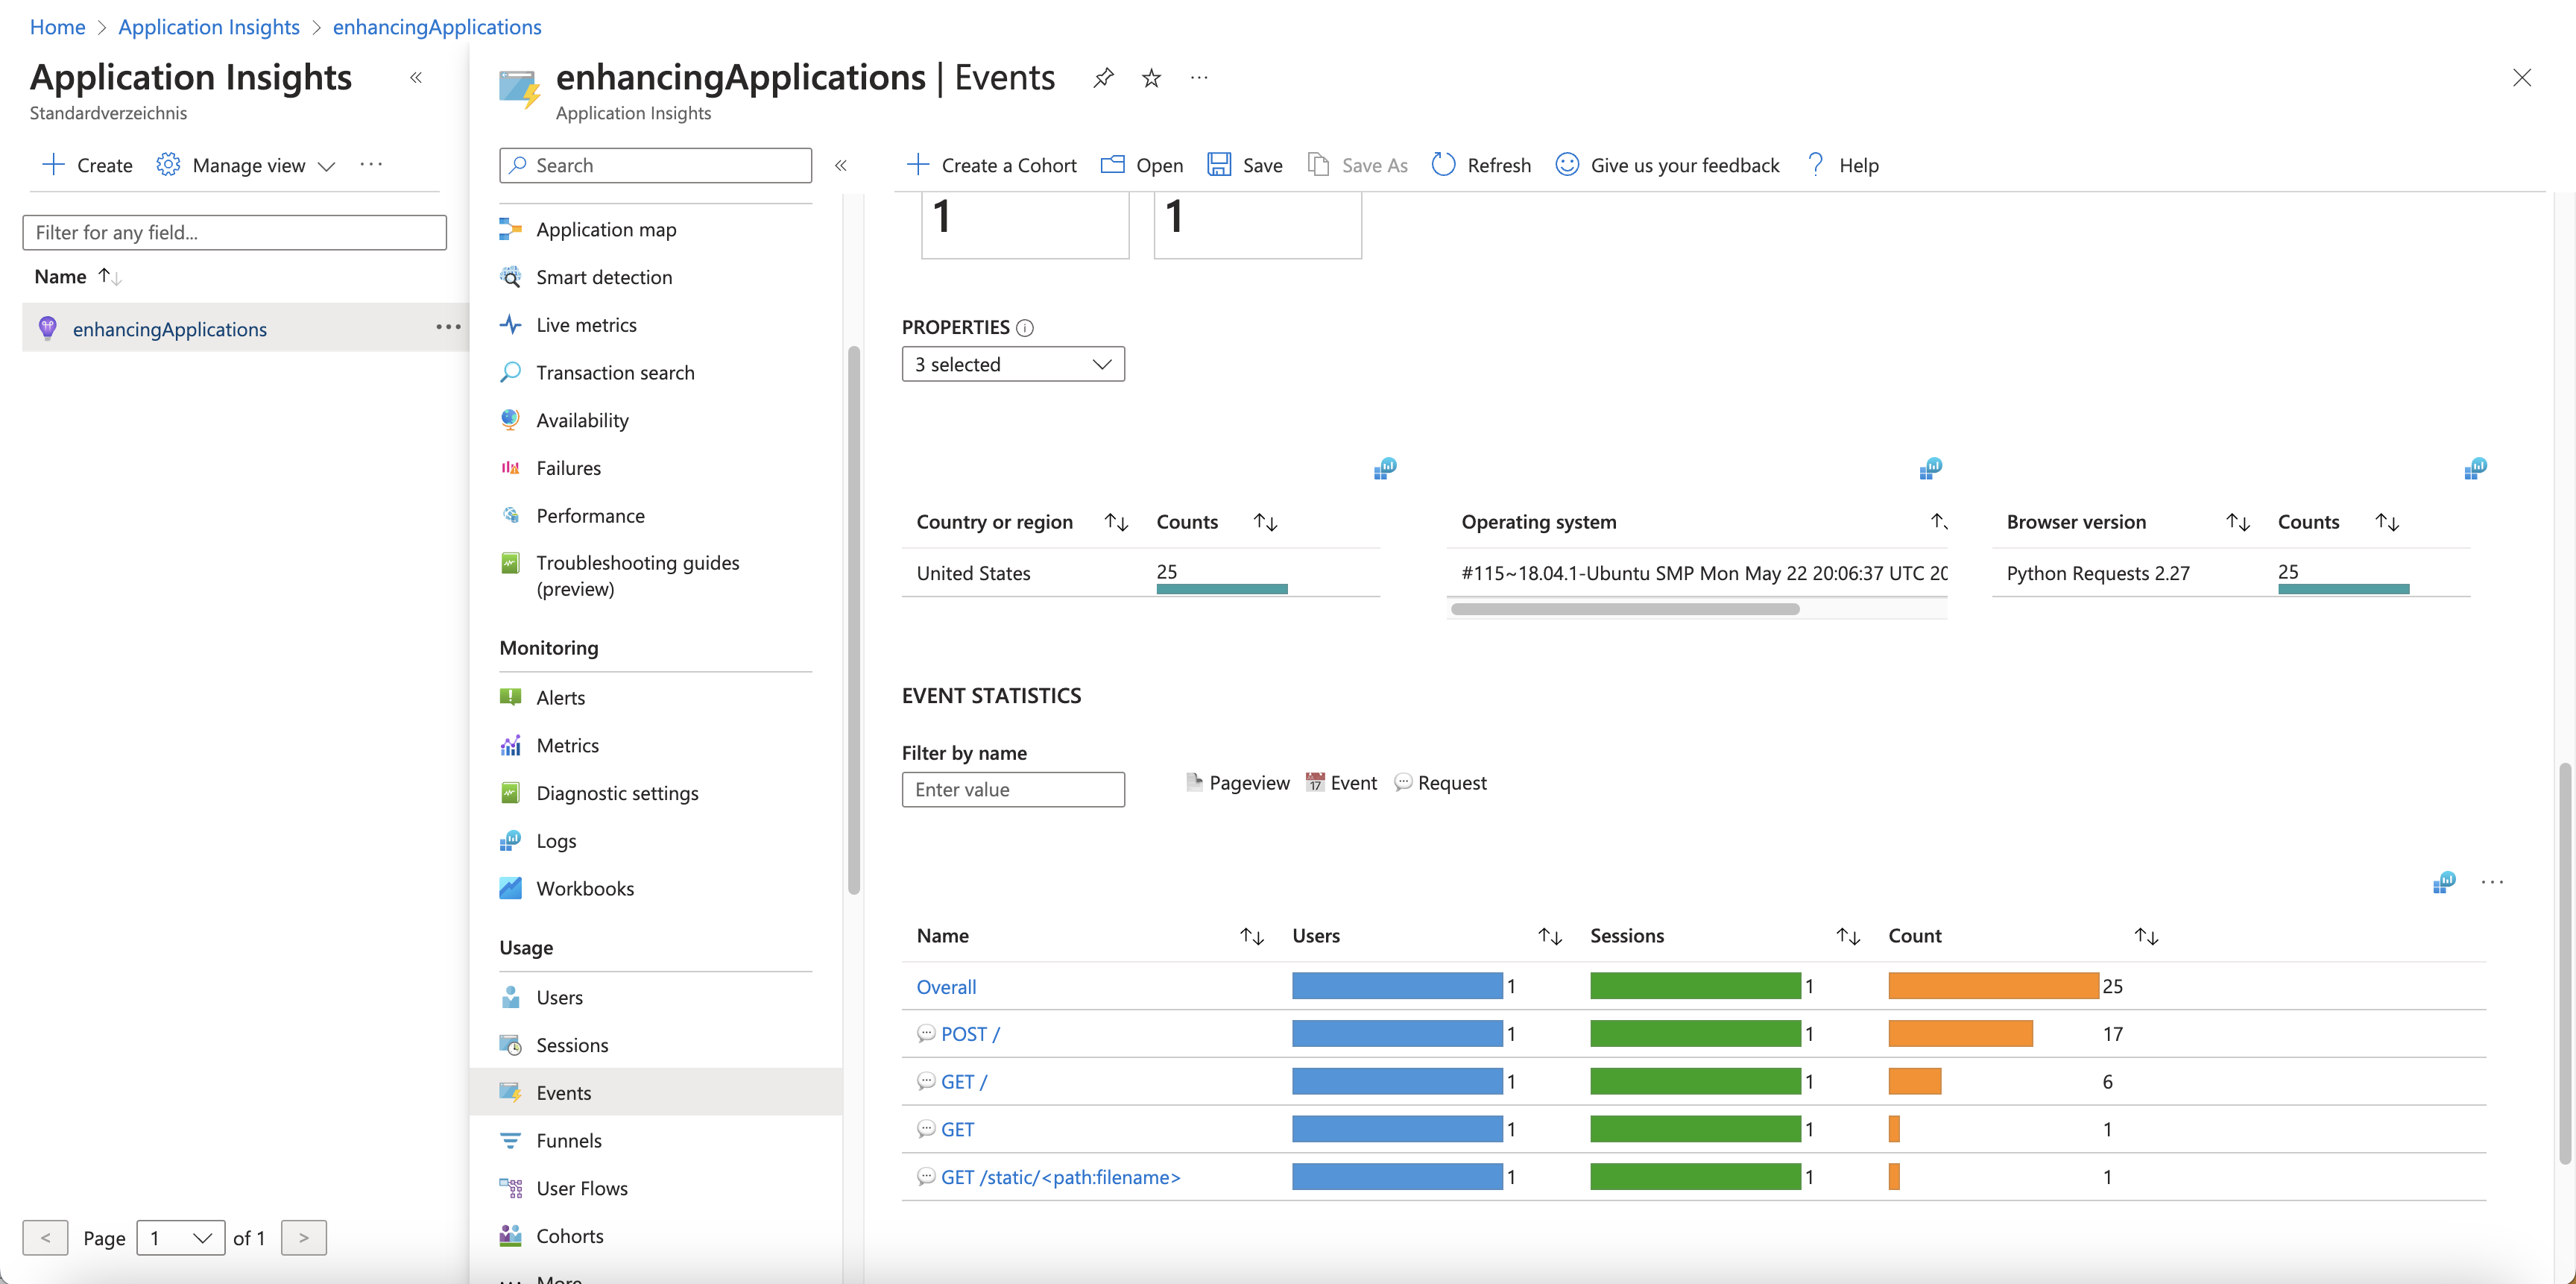 Home > Application Insights > enhancingApplications
Application Insights
Standardverzeichnis
Create
Manage view
Filter for any field...
Name
enhancingApplications
Page 1 of 1
enhancingApplications | Events
Application Insights
Search
Application map
Smart detection
Live metrics
Transaction search
Availability
Failures
Performance
Troubleshooting guides
(preview)
Monitoring
Alerts
Metrics
Diagnostic settings
Logs
Workbooks
Usage
Users
Sessions
Events
Funnels
User Flows
Cohorts
More
Create a Cohort
Open
Save
Save As
Refresh
Give us your feedback
? Help
1 1
PROPERTIES
3 selected
Country or region Counts
United States 25
Operating system
#115~18.04.1-Ubuntu SMP Mon May 22 20:06:37 UTC 20
Browser version Counts
Python Requests 2.27 25
EVENT STATISTICS
Filter by name
Enter value
Pageview 17 Event Request
Name Users Sessions Count
Overall 1 1 25
POST / 1 1 17
GET / 1 1 6
GET 1 1 1
GET /static/<path:filename> 1 1 1